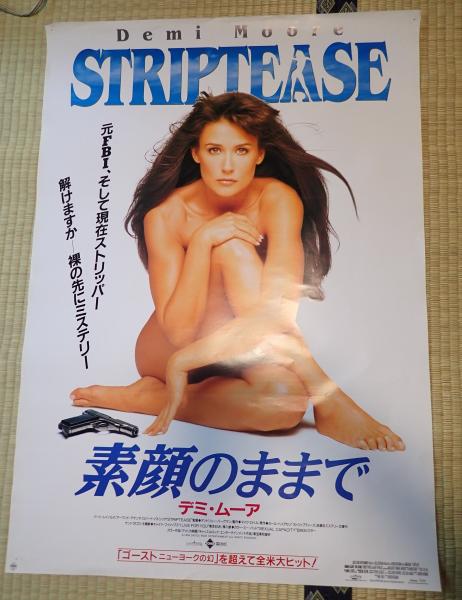 Demi Moore
STRIPTEASE
元FBI、そして現在ストリッパー
解けますか―裸の先にミステリー
素顔のままで
デミ・ムーア
「ゴースト ニューヨークの幻」を超えて全米大ヒット!